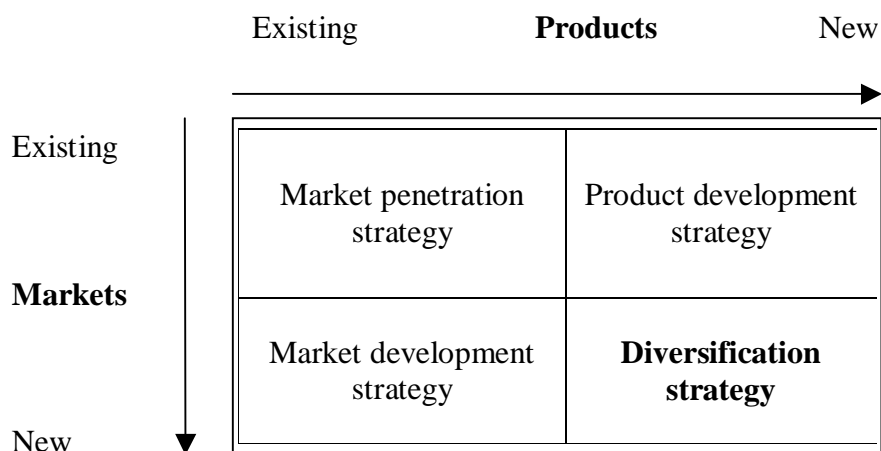 Existing Products New
Existing
Market penetration
strategy
Product development
strategy
Markets
Market development
strategy
Diversification
strategy
New